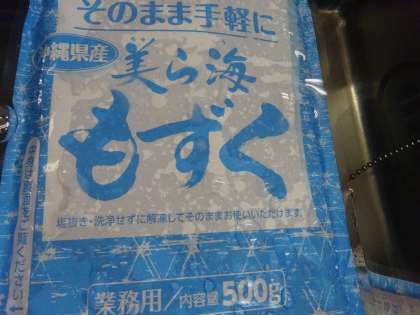 そのまま手軽に
沖縄県産
美ら海
もずく
塩抜き・洗浄せずに解凍してそのままお使いいただけます。
業務用/内容量500g